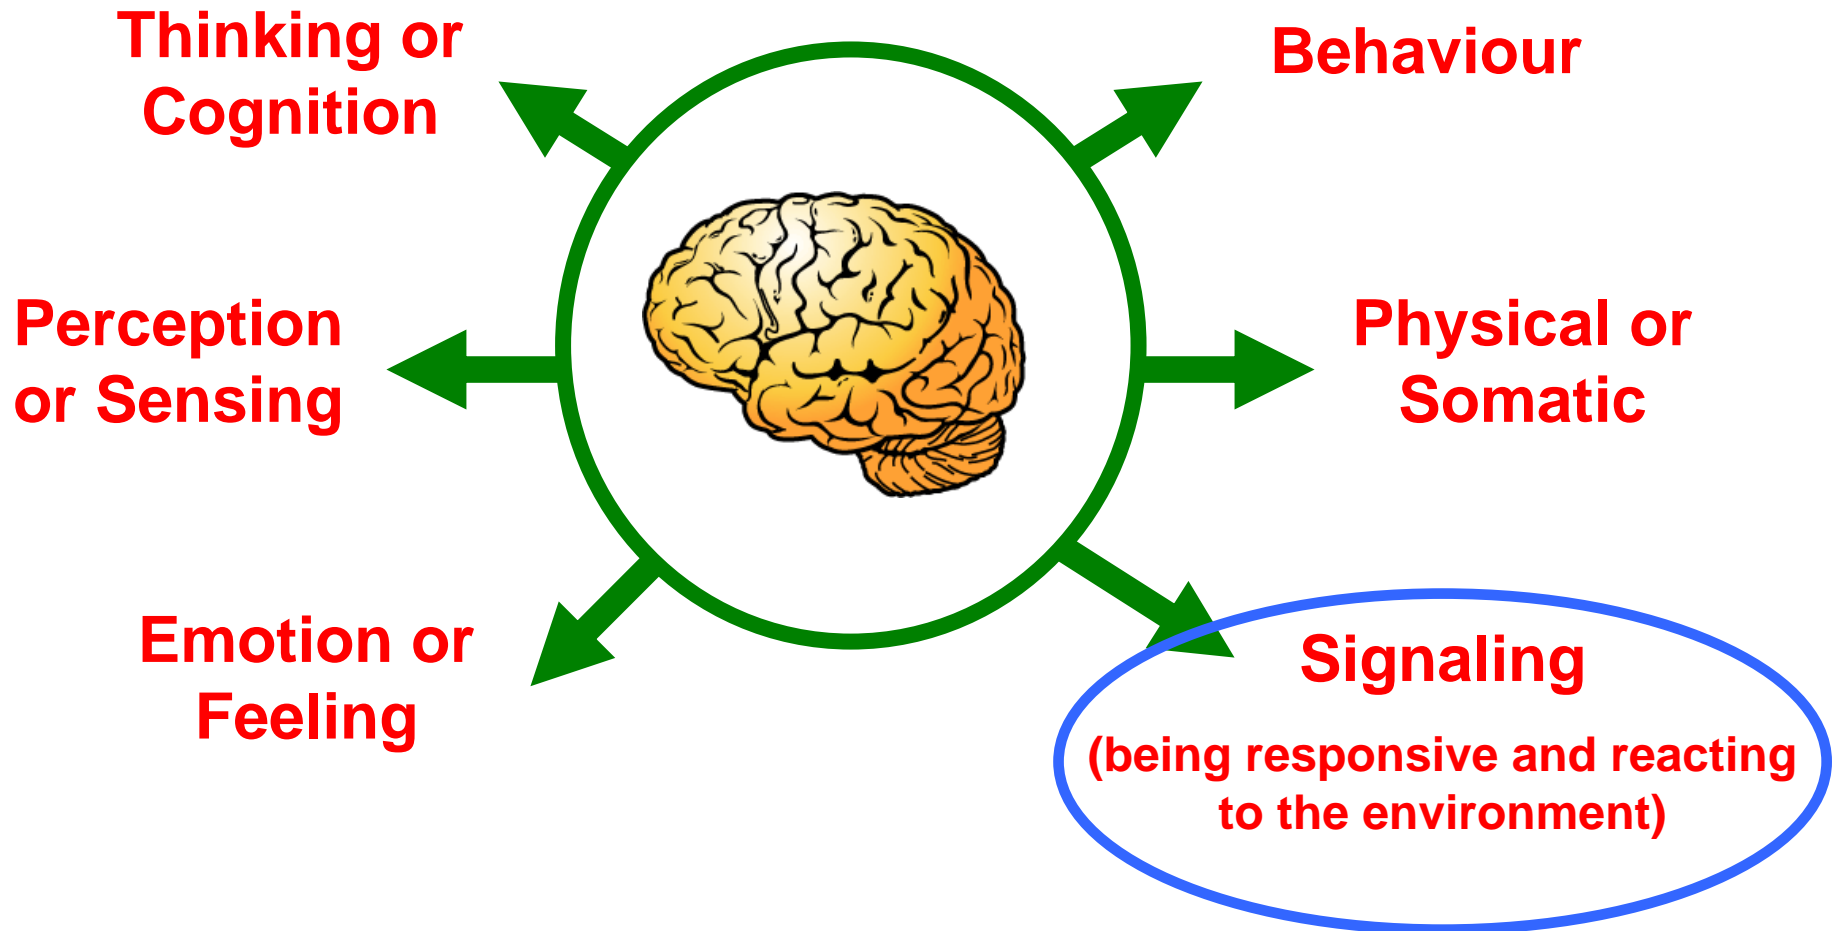 Thinking or
Cognition
Behaviour
Perception
or Sensing
Physical or
Somatic
Emotion or
Feeling
Signaling
(being responsive and reacting
to the environment)